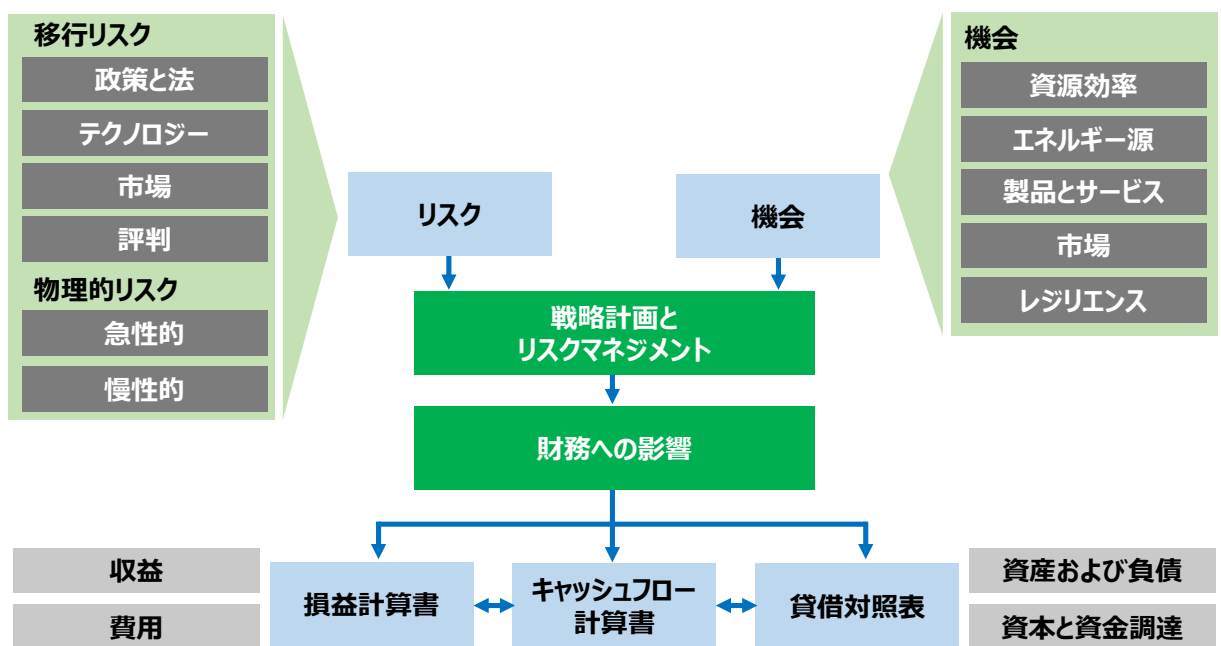 移行リスク
政策と法
テクノロジー
市場
評判
物理的リスク
急性的
慢性的
リスク
機会
機会
資源効率
エネルギー源
製品とサービス
市場
レジリエンス
戦略計画と
リスクマネジメント
財務への影響
収益
費用
損益計算書
キャッシュフロー
計算書
貸借対照表
資産および負債
資本と資金調達